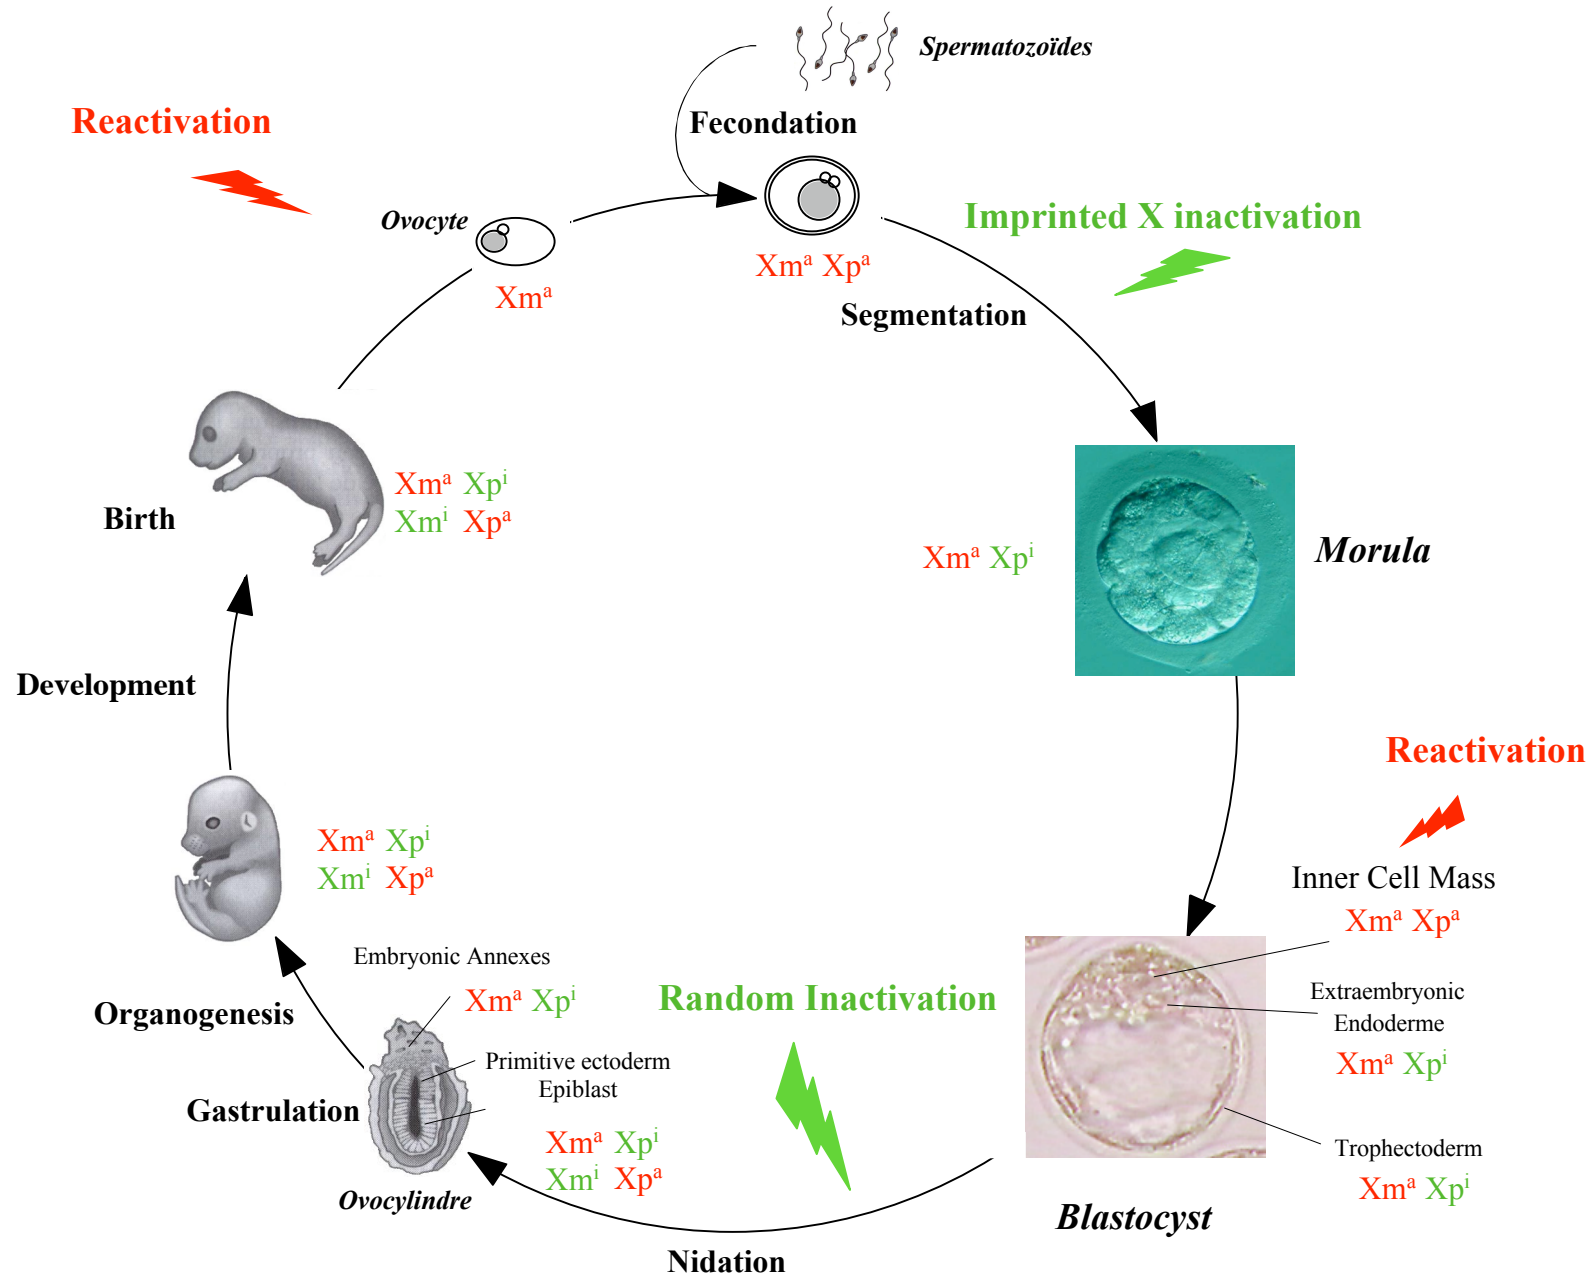 Spermatozoïdes
Reactivation
Fecondation
Ovocyte
Imprinted X inactivation
Xmᵃ Xpᵃ
Xmᵃ
Segmentation
Xmᵃ Xpⁱ
Xmⁱ Xpᵃ
Birth
Xmᵃ Xpⁱ
Morula
Development
Reactivation
Inner Cell Mass
Xmᵃ Xpᵃ
Xmᵃ Xpⁱ
Xmⁱ Xpᵃ
Extraembryonic
Endoderme
Xmᵃ Xpⁱ
Trophectoderm
Xmᵃ Xpⁱ
Blastocyst
Random Inactivation
Nidation
Embryonic Annexes
Xmᵃ Xpⁱ
Organogenesis
Primitive ectoderm
Epiblast
Gastrulation
Xmᵃ Xpⁱ
Xmⁱ Xpᵃ
Ovocylindre